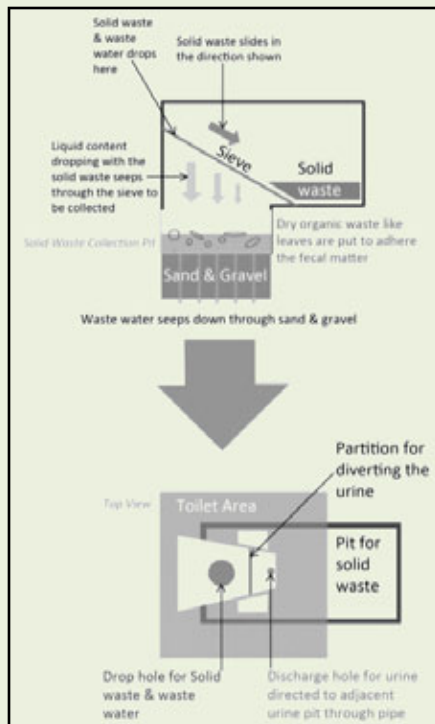 Solid waste
& waste
water drops
here
Solid waste slides in
the direction shown
Liquid content
dropping with the
solid waste seeps
through the sieve to
be collected
Sieve
Solid
waste
Solid Waste Collection Pit
Dry organic waste like
leaves are put to adhere
the fecal matter
Sand & Gravel
Waste water seeps down through sand & gravel
Partition for
diverting the
urine
Top View
Toilet Area
Pit for
solid
waste
Drop hole for Solid
waste & waste
water
Discharge hole for urine
directed to adjacent
urine pit through pipe